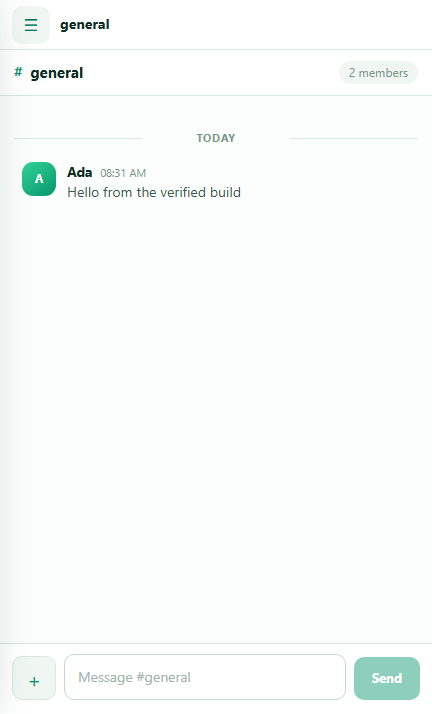 ☰ general
# general 2 members
TODAY
A Ada 08:31 AM
Hello from the verified build
+ Message #general Send